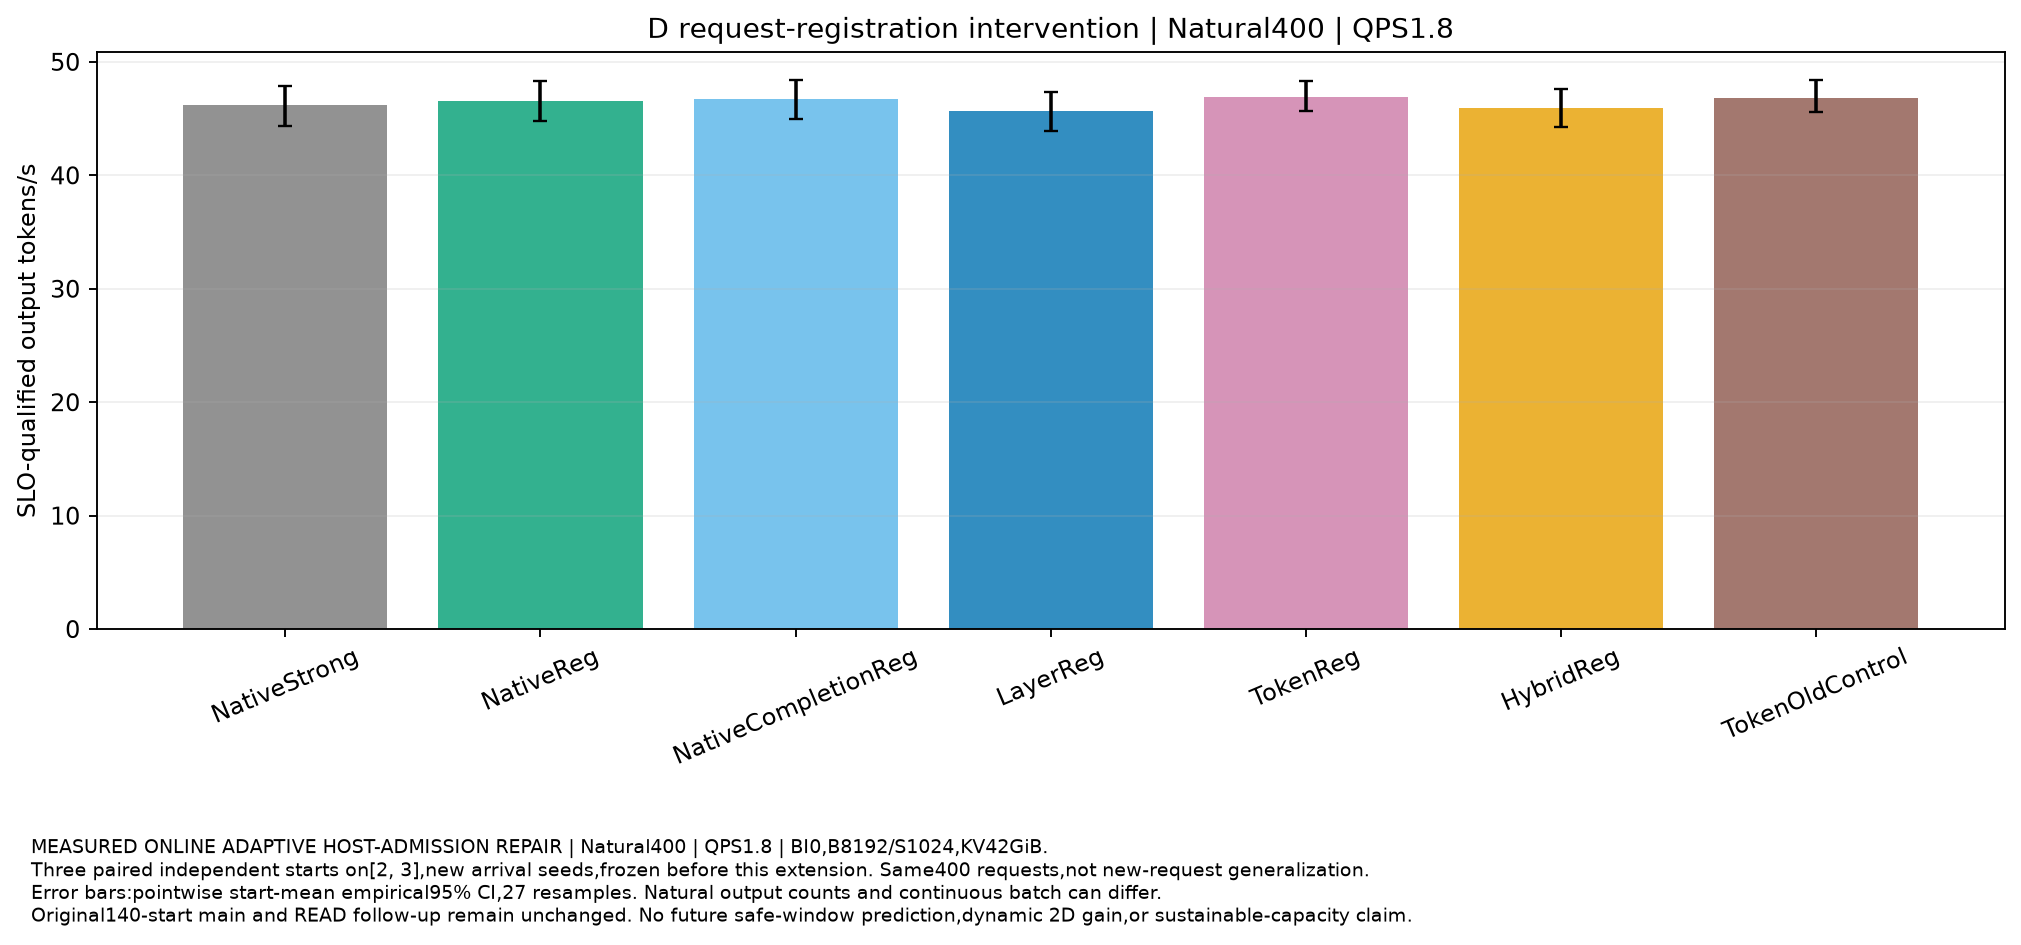 D request-registration intervention | Natural400 | QPS1.8
SLO-qualified output tokens/s
50
40
30
20
10
0
NativeStrong
NativeReg
NativeCompletionReg
LayerReg
TokenReg
HybridReg
TokenOldControl
MEASURED ONLINE ADAPTIVE HOST-ADMISSION REPAIR | Natural400 | QPS1.8 | BI0,B8192/S1024,KV42GiB.
Three paired independent starts on[2, 3],new arrival seeds,frozen before this extension. Same400 requests,not new-request generalization.
Error bars:pointwise start-mean empirical95% CI,27 resamples. Natural output counts and continuous batch can differ.
Original140-start main and READ follow-up remain unchanged. No future safe-window prediction,dynamic 2D gain,or sustainable-capacity claim.